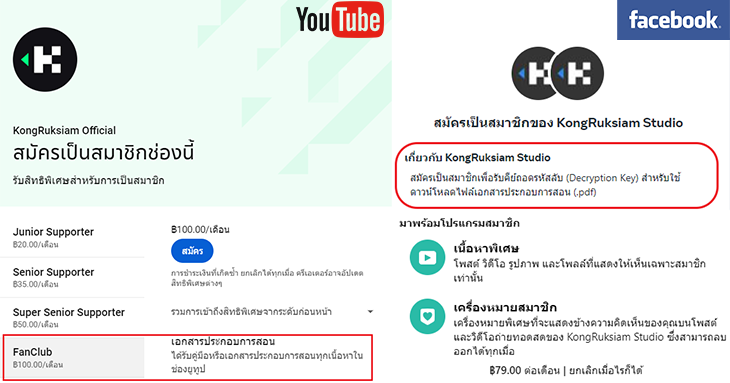 YouTube
KongRuksiam Official
สมัครเป็นสมาชิกช่องนี้
รับสิทธิพิเศษสำหรับการเป็นสมาชิก
Junior Supporter
฿20.00/เดือน
Senior Supporter
฿35.00/เดือน
Super Senior Supporter
฿50.00/เดือน
FanClub
฿100.00/เดือน
฿100.00/เดือน
สมัคร
การชำระเงินที่เกิดซ้ำ ยกเลิกได้ทุกเมื่อ ครีเอเตอร์อาจอัปเดต
สิทธิพิเศษต่างๆ
รวมการเข้าถึงสิทธิพิเศษจากระดับก่อนหน้า
เอกสารประกอบการสอน
ได้รับคู่มือหรือเอกสารประกอบการสอนทุกเนื้อหาใน
ช่องยูทูป
facebook
สมัครเป็นสมาชิกของ KongRuksiam Studio
เกี่ยวกับ KongRuksiam Studio
สมัครเป็นสมาชิกเพื่อรับคีย์ถอดรหัสลับ (Decryption Key) สำหรับใช้
ดาวน์โหลดไฟล์เอกสารประกอบการสอน (.pdf)
มาพร้อมโปรแกรมสมาชิก
เนื้อหาพิเศษ
โพสต์ วิดีโอ รูปภาพ และโพลล์ที่แสดงให้เห็นเฉพาะสมาชิก
เท่านั้น
เครื่องหมายสมาชิก
เครื่องหมายพิเศษที่จะแสดงข้างความคิดเห็นของคุณบนโพสต์
และวิดีโอถ่ายทอดสดของ KongRuksiam Studio ซึ่งสามารถลบ
ออกได้ทุกเมื่อ
฿79.00 ต่อเดือน | ยกเลิกเมื่อไรก็ได้